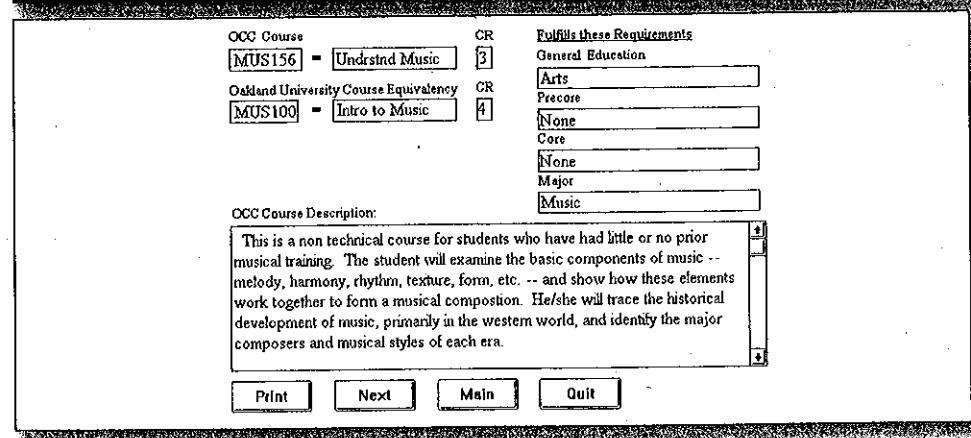 OCC Course CR
MUS156 = Undrstnd Music 3
Oakland University Course Equivalency CR
MUS100 = Intro to Music 4
Fulfills these Requirements
General Education
Arts
Precore
None
Core
None
Major
Music
OCC Course Description:
This is a non technical course for students who have had little or no prior
musical training. The student will examine the basic components of music --
melody, harmony, rhythm, texture, form, etc. -- and show how these elements
work together to form a musical compostion. He/she will trace the historical
development of music, primarily in the western world, and identify the major
composers and musical styles of each era.
Print Next Main Quit